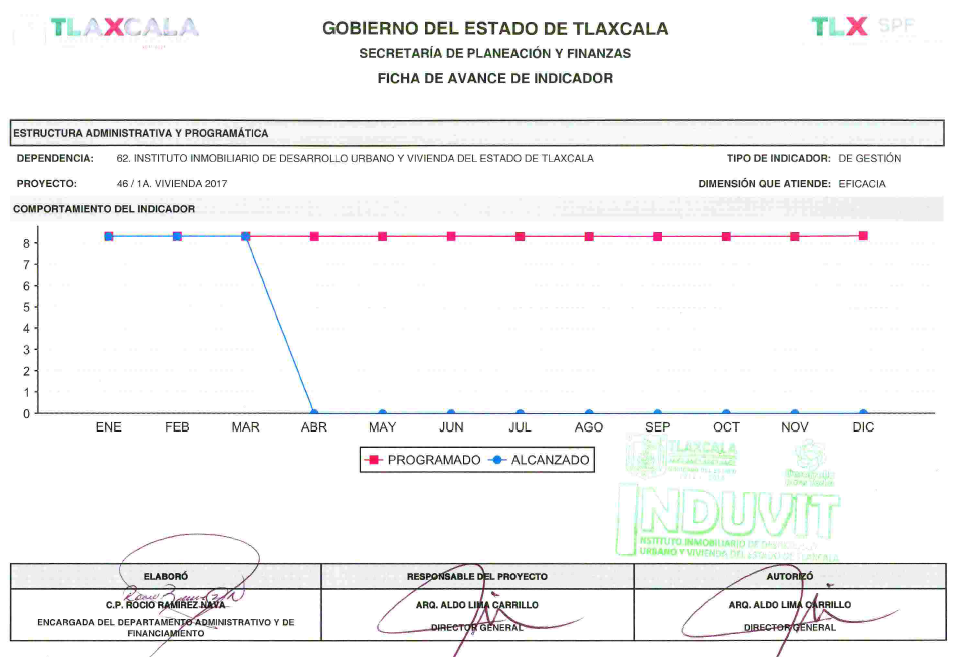 TLAXCALA
GOBIERNO DEL ESTADO DE TLAXCALA
TLX SPF
SECRETARÍA DE PLANEACIÓN Y FINANZAS
FICHA DE AVANCE DE INDICADOR
ESTRUCTURA ADMINISTRATIVA Y PROGRAMÁTICA
DEPENDENCIA: 62. INSTITUTO INMOBILIARIO DE DESARROLLO URBANO Y VIVIENDA DEL ESTADO DE TLAXCALA TIPO DE INDICADOR: DE GESTIÓN
PROYECTO: 46 / 1A. VIVIENDA 2017 DIMENSIÓN QUE ATIENDE: EFICACIA
COMPORTAMIENTO DEL INDICADOR
8
7
6
5
4
3
2
1
0
ENE FEB MAR ABR MAY JUN JUL AGO SEP OCT NOV DIC
PROGRAMADO ALCANZADO
TLAXCALA
INDUVIT
INSTITUTO INMOBILIARIO DE DESARROLLO
URBANO Y VIVIENDA DEL ESTADO DE TLAXCALA
ELABORÓ RESPONSABLE DEL PROYECTO AUTORIZÓ
C.P. ROCIO RAMÍREZ NAVA ARQ. ALDO LIMA CARRILLO ARQ. ALDO LIMA CARRILLO
ENCARGADA DEL DEPARTAMENTO ADMINISTRATIVO Y DE FINANCIAMIENTO DIRECTOR GENERAL DIRECTOR GENERAL